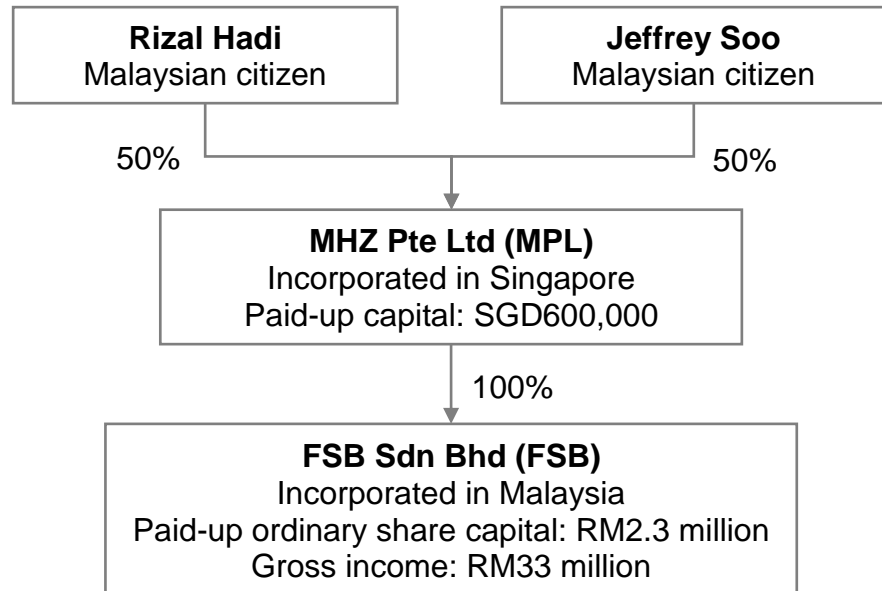 Rizal Hadi
Malaysian citizen
Jeffrey Soo
Malaysian citizen
50%
50%
MHZ Pte Ltd (MPL)
Incorporated in Singapore
Paid-up capital: SGD600,000
100%
FSB Sdn Bhd (FSB)
Incorporated in Malaysia
Paid-up ordinary share capital: RM2.3 million
Gross income: RM33 million